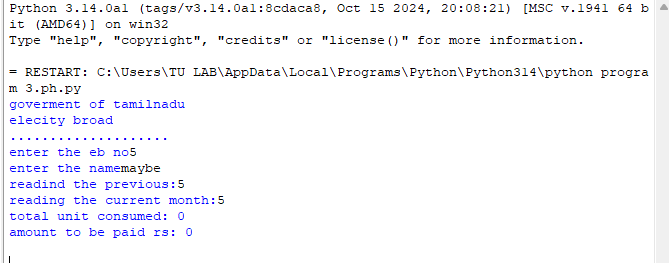 Python 3.14.0a1 (tags/v3.14.0a1:8cdaca8, Oct 15 2024, 20:08:21) [MSC v.1941 64 b
it (AMD64)] on win32
Type "help", "copyright", "credits" or "license()" for more information.
= RESTART: C:\Users\TU LAB\AppData\Local\Programs\Python\Python314\python progra
m 3.ph.py
goverment of tamilnadu
elecity broad
....................
enter the eb no5
enter the namemaybe
readind the previous:5
reading the current month:5
total unit consumed: 0
amount to be paid rs: 0